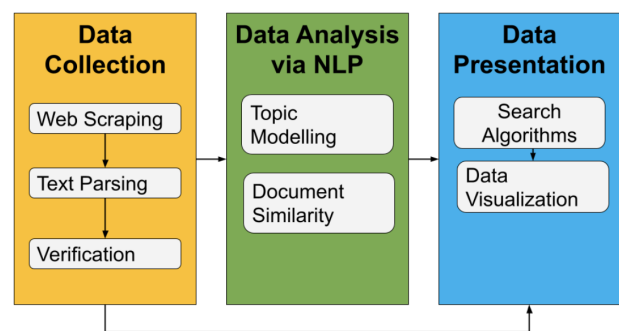 Data
Collection
Web Scraping
Text Parsing
Verification
Data Analysis
via NLP
Topic
Modelling
Document
Similarity
Data
Presentation
Search
Algorithms
Data
Visualization